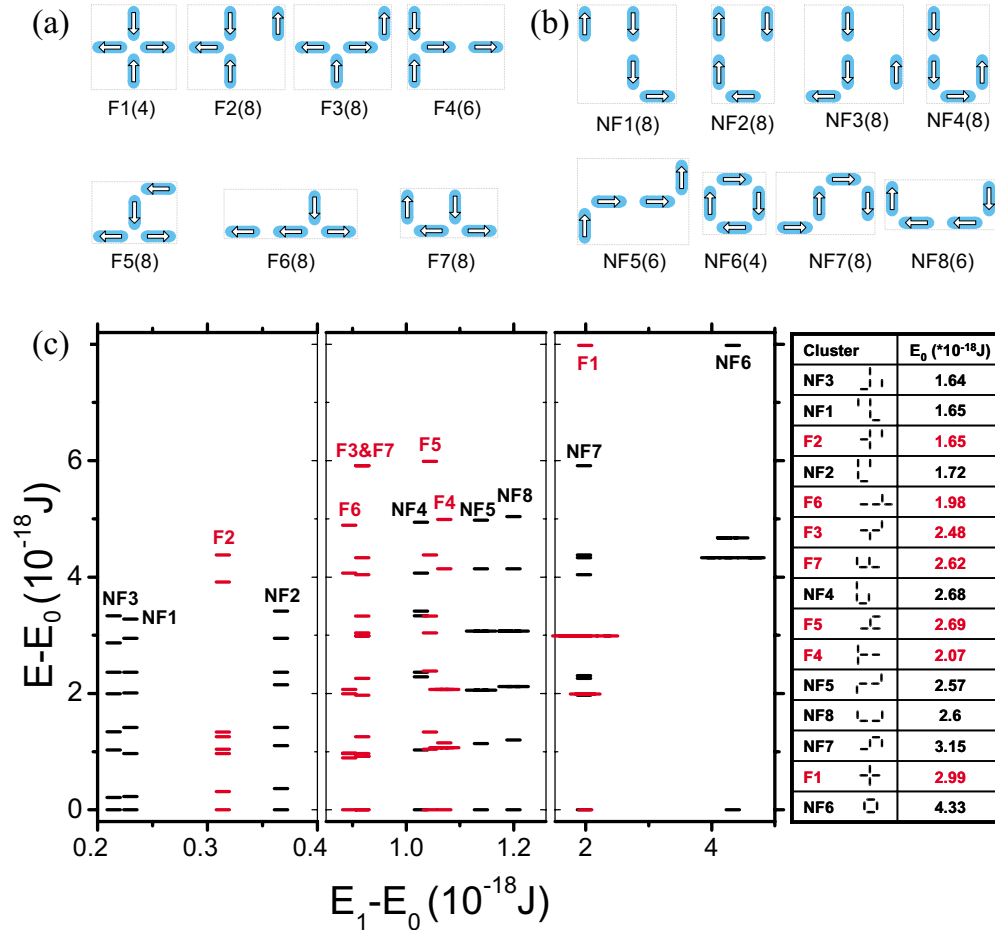 (a)
(b)
F1(4) F2(8) F3(8) F4(6)
NF1(8) NF2(8) NF3(8) NF4(8)
F5(8) F6(8) F7(8)
NF5(6) NF6(4) NF7(8) NF8(6)
(c)
E-E0 (10-18J)
8
6
4
2
0
NF3
NF1
F2
NF2
F3&F7
F6
F5
NF4
F4
NF5
NF8
F1
NF7
NF6
0.2 0.3 0.4 1.0 1.2 2 4
E1-E0 (10-18J)
Cluster E0 (*10-18J)
NF3 1.64
NF1 1.65
F2 1.65
NF2 1.72
F6 1.98
F3 2.48
F7 2.62
NF4 2.68
F5 2.69
F4 2.07
NF5 2.57
NF8 2.6
NF7 3.15
F1 2.99
NF6 4.33